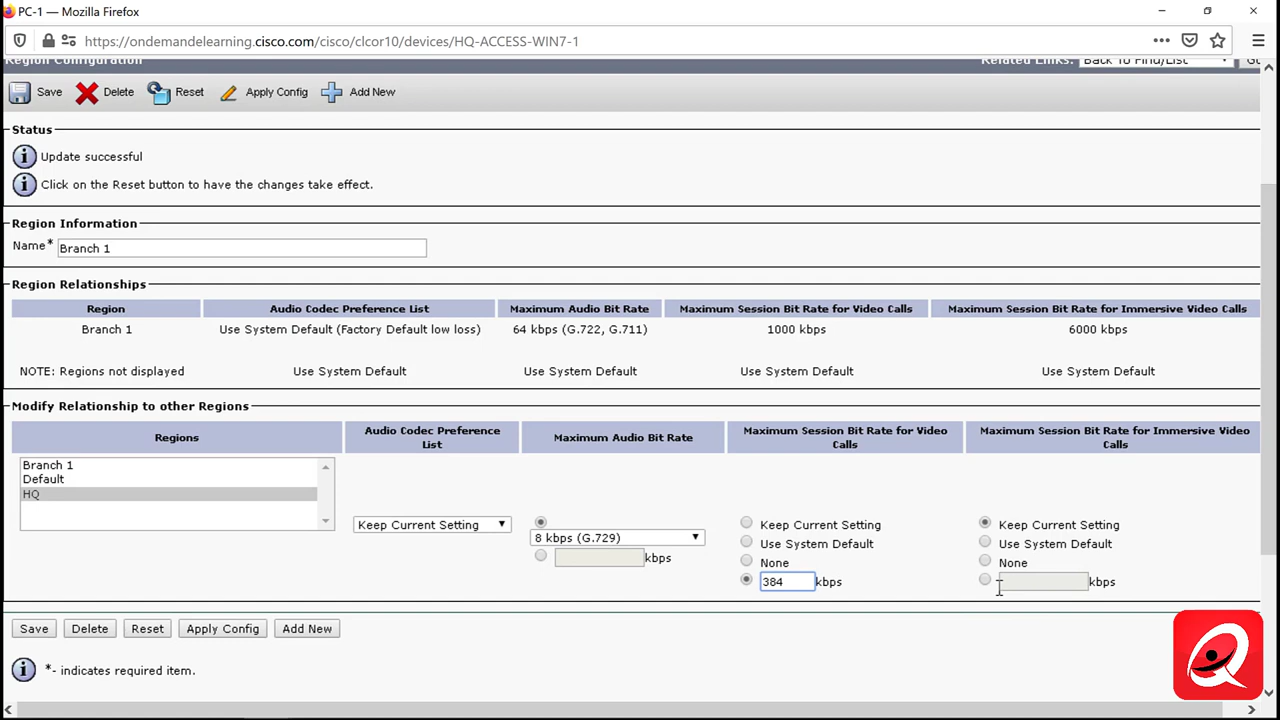 PC-1 — Mozilla Firefox
https://ondemandelearning.cisco.com/cisco/clcor10/devices/HQ-ACCESS-WIN7-1
Region Configuration
Related Links: Back To Find/List
Save Delete Reset Apply Config Add New
Status
Update successful
Click on the Reset button to have the changes take effect.
Region Information
Name* Branch 1
Region Relationships
Region Audio Codec Preference List Maximum Audio Bit Rate Maximum Session Bit Rate for Video Calls Maximum Session Bit Rate for Immersive Video Calls
Branch 1 Use System Default (Factory Default low loss) 64 kbps (G.722, G.711) 1000 kbps 6000 kbps
NOTE: Regions not displayed Use System Default Use System Default Use System Default Use System Default
Modify Relationship to other Regions
Regions Audio Codec Preference List Maximum Audio Bit Rate Maximum Session Bit Rate for Video Calls Maximum Session Bit Rate for Immersive Video Calls
Branch 1
Default
HQ
Keep Current Setting Keep Current Setting Keep Current Setting
8 kbps (G.729) Use System Default Use System Default
kbps None None
384 kbps kbps
Save Delete Reset Apply Config Add New
*- indicates required item.